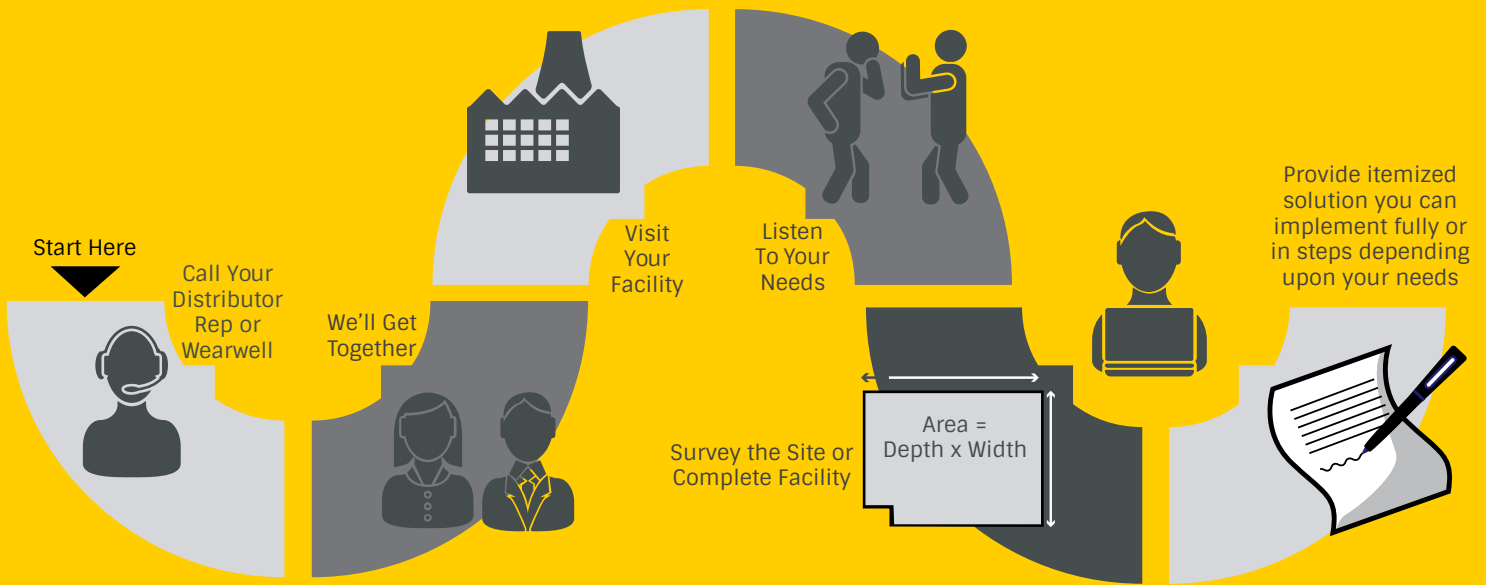 Start Here
Call Your
Distributor
Rep or
Wearwell
We'll Get
Together
Visit
Your
Facility
Listen
To Your
Needs
Survey the Site or
Complete Facility
Area =
Depth x Width
Provide itemized
solution you can
implement fully or
in steps depending
upon your needs